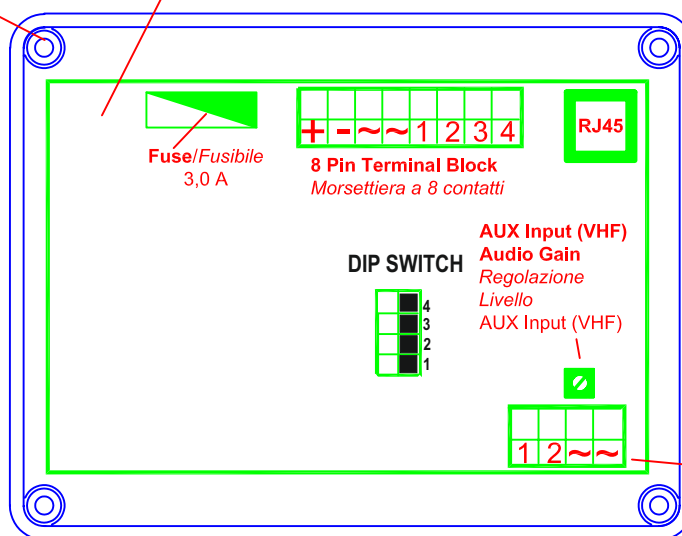 + - ~ ~ 1 2 3 4
RJ45
Fuse/Fusibile
3,0 A
8 Pin Terminal Block
Morsettiera a 8 contatti
AUX Input (VHF)
Audio Gain
Regolazione
Livello
AUX Input (VHF)
DIP SWITCH
4
3
2
1
1 2 ~ ~